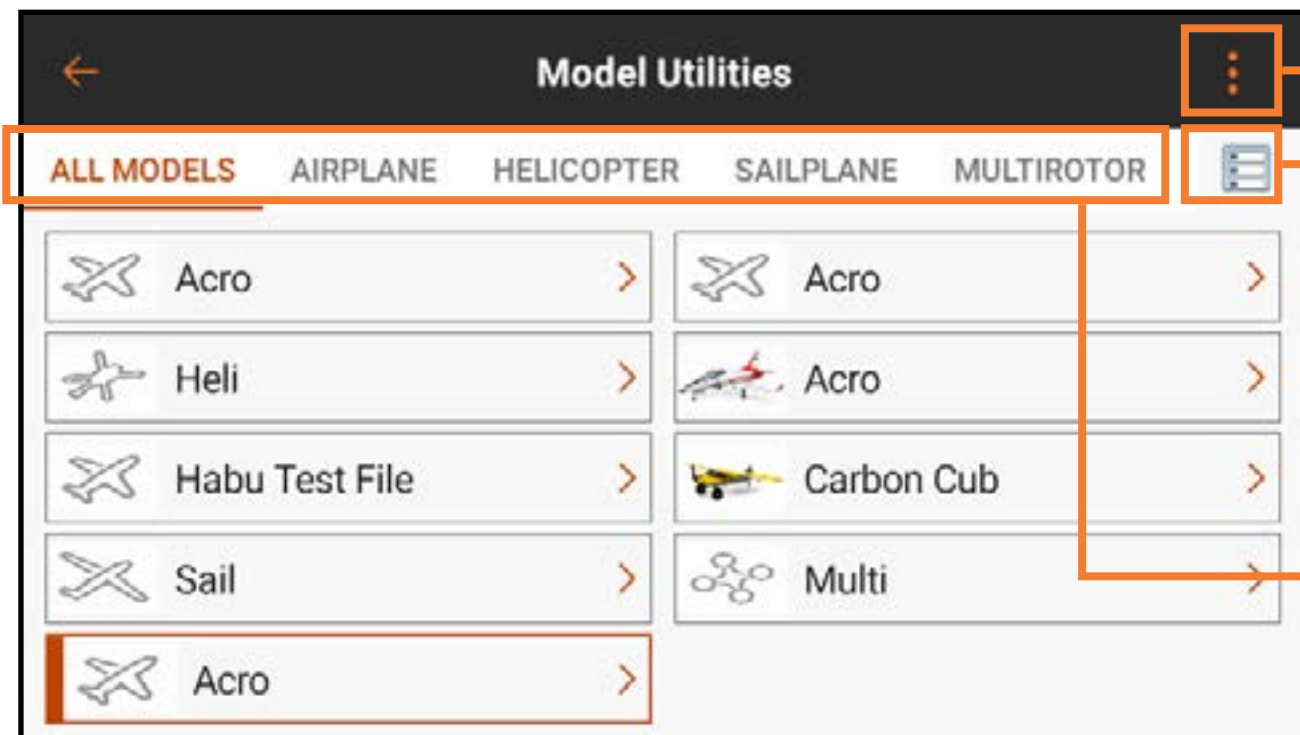 Model Utilities
ALL MODELS AIRPLANE HELICOPTER SAILPLANE MULTIROTOR
Acro Acro
Heli Acro
Habu Test File Carbon Cub
Sail Multi
Acro